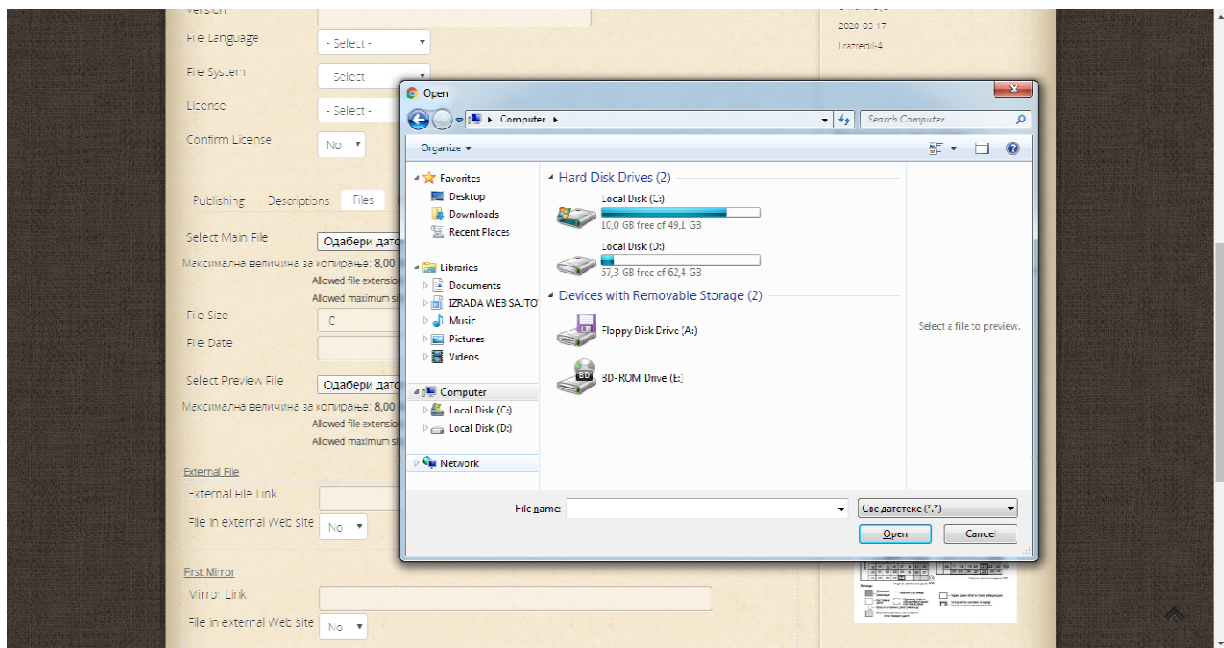 Version
File Language
- Select -
File System
- Select -
License
- Select -
Confirm License
No
Publishing
Descriptions
Files
Select Main File
Одабери дато
Максимална величина за копирање: 8,00
Allowed file extensio
Allowed maximum si
File Size
0
File Date
Select Preview File
Одабери дато
Максимална величина за копирање: 8,00
Allowed file extensio
Allowed maximum si
External File
External File Link
File in external Web site
No
First Mirror
Mirror Link
File in external Web site
No
2020-03-17
I razred/I-4
Open
Computer
Search Computer
Organize
Favorites
Desktop
Downloads
Recent Places
Libraries
Documents
IZRADA WEB SAJTO
Music
Pictures
Videos
Computer
Local Disk (C:)
Local Disk (D:)
Network
Hard Disk Drives (2)
Local Disk (C:)
10,0 GB free of 49,1 GB
Local Disk (D:)
57,3 GB free of 62,4 GB
Devices with Removable Storage (2)
Floppy Disk Drive (A:)
BD
BD-ROM Drive (E:)
Select a file to preview.
File name:
Све датотеке (*.*)
Open
Cancel